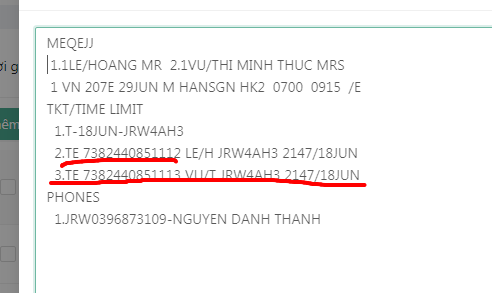 MEQEJJ
1.1LE/HOANG MR 2.1VU/THI MINH THUC MRS
1 VN 207E 29JUN M HANSGN HK2 0700 0915 /E
TKT/TIME LIMIT
1.T-18JUN-JRW4AH3
2.TE 7382440851112 LE/H JRW4AH3 2147/18JUN
3.TE 7382440851113 VU/T JRW4AH3 2147/18JUN
PHONES
1.JRW0396873109-NGUYEN DANH THANH